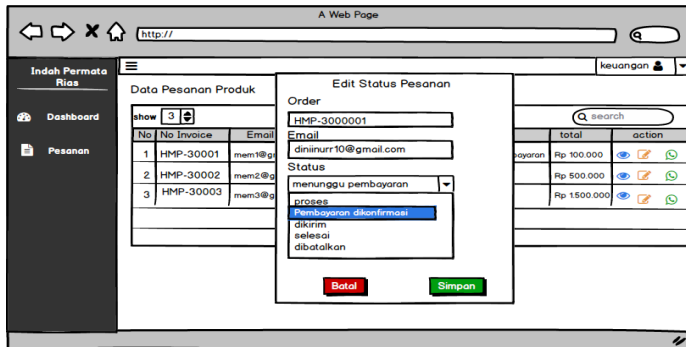 A Web Page
http://
Indah Permata
Rias
Dashboard
Pesanan
keuangan
Data Pesanan Produk
show 3
search
No No Invoice Email total action
1 HMP-30001 mem1@g Rp 100.000
2 HMP-30002 mem2@g Rp 500.000
3 HMP-30003 mem3@g Rp 1.500.000
Edit Status Pesanan
Order
HMP-3000001
Email
diniinurr10@gmail.com
Status
menunggu pembayaran
proses
Pembayaran dikonfirmasi
dikirim
selesai
dibatalkan
Batal Simpan